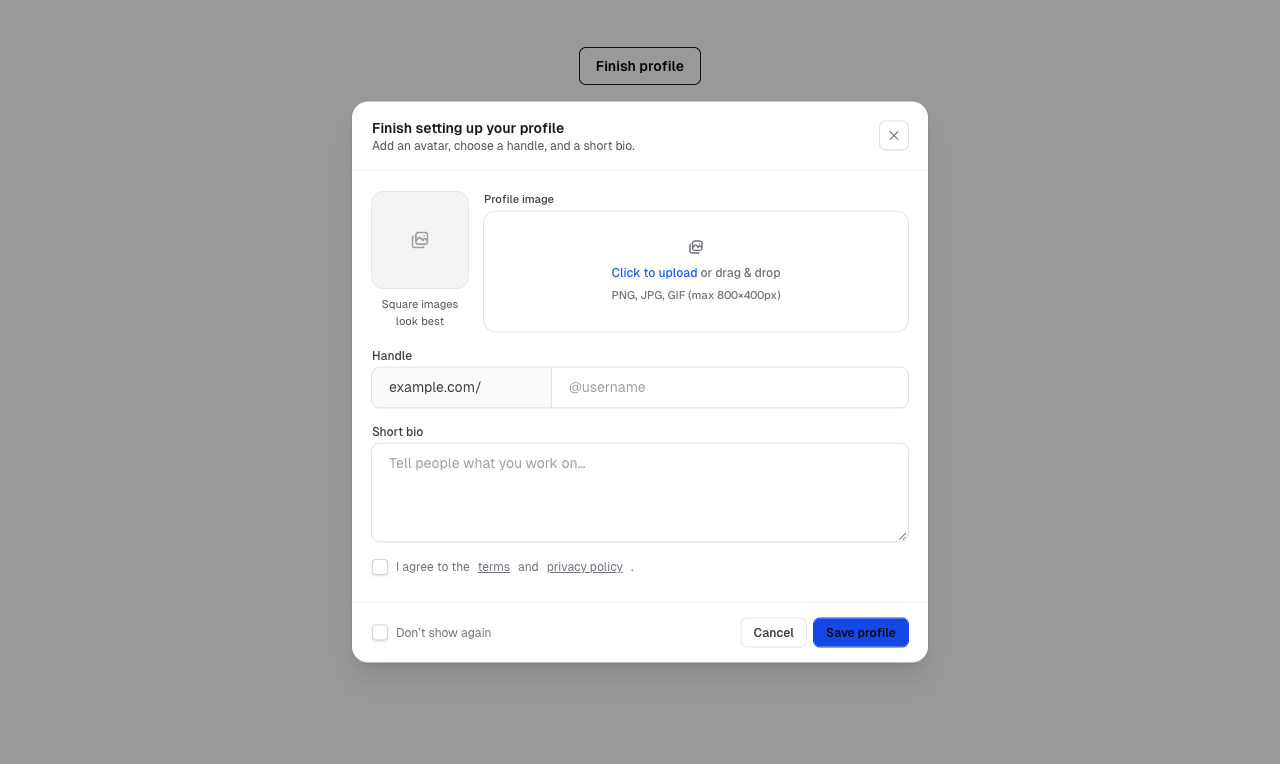 Finish profile
Finish setting up your profile
Add an avatar, choose a handle, and a short bio.
Square images
look best
Profile image
Click to upload or drag & drop
PNG, JPG, GIF (max 800×400px)
Handle
example.com/
@username
Short bio
Tell people what you work on…
I agree to the terms and privacy policy .
Don't show again
Cancel
Save profile